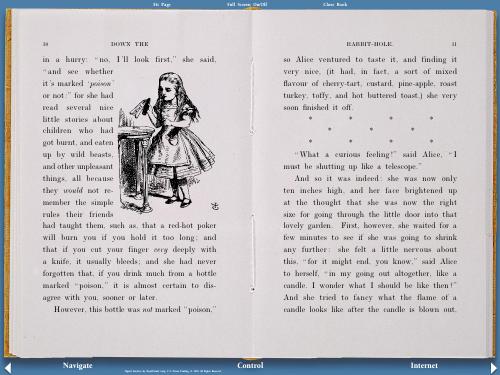 1st Page
Full Screen On/Off
Close Book
10
DOWN THE
in a hurry: "no, I'll look first," she said,
"and see whether
it's marked 'poison'
or not:" for she had
read several nice
little stories about
children who had
got burnt, and eaten
up by wild beasts,
and other unpleasant
things, all because
they would not re-
member the simple
rules their friends
had taught them, such as, that a red-hot poker
will burn you if you hold it too long; and
that if you cut your finger very deeply with
a knife, it usually bleeds; and she had never
forgotten that, if you drink much from a bottle
marked "poison," it is almost certain to dis-
agree with you, sooner or later.
However, this bottle was not marked "poison,"
RABBIT-HOLE.
11
so Alice ventured to taste it, and finding it
very nice, (it had, in fact, a sort of mixed
flavour of cherry-tart, custard, pine-apple, roast
turkey, toffy, and hot buttered toast,) she very
soon finished it off.
* * * *
* * *
* * * *
"What a curious feeling!" said Alice, "I
must be shutting up like a telescope."
And so it was indeed: she was now only
ten inches high, and her face brightened up
at the thought that she was now the right
size for going through the little door into that
lovely garden. First, however, she waited for a
few minutes to see if she was going to shrink
any further: she felt a little nervous about
this, "for it might end, you know," said Alice
to herself, "in my going out altogether, like a
candle. I wonder what I should be like then!"
And she tried to fancy what the flame of a
candle looks like after the candle is blown out,
Navigate
Control
Internet